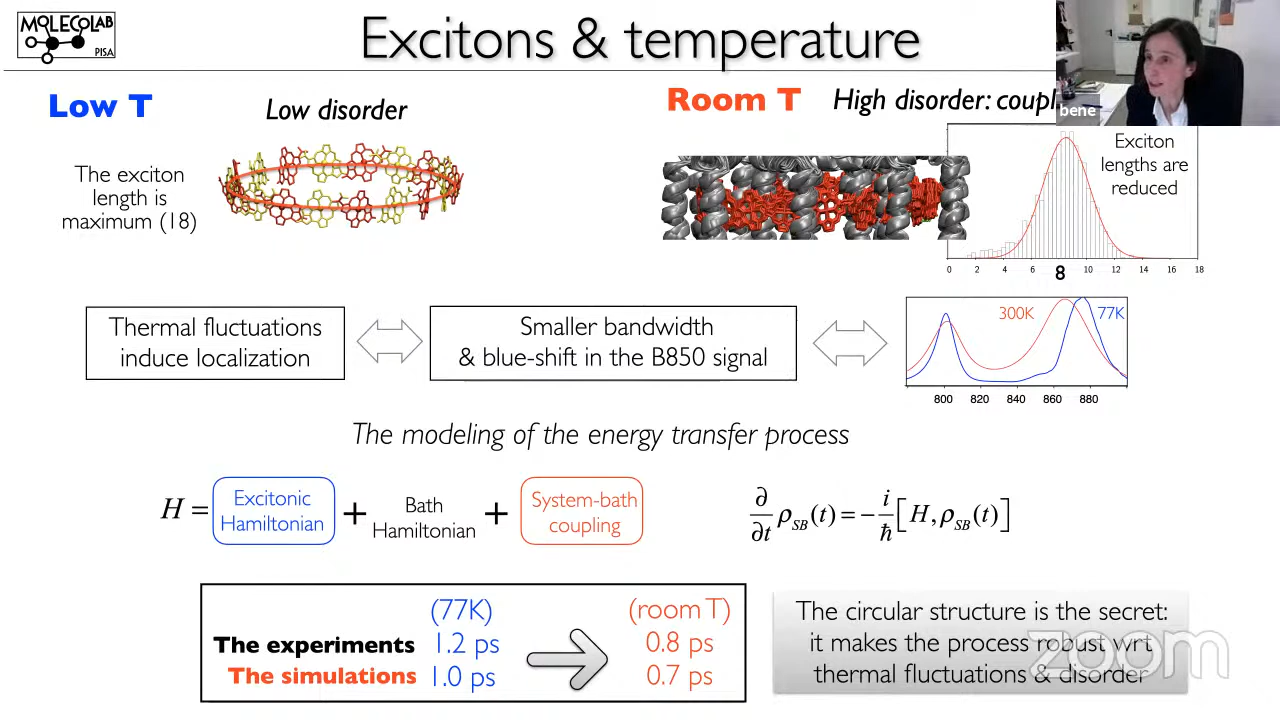 MOLECOLAB
PISA
Excitons & temperature
bene
Low T
Low disorder
The exciton
length is
maximum (18)
Room T
High disorder: coupl
Exciton
lengths are
reduced
0 2 4 6 8 10 12 14 16 18
Thermal fluctuations
induce localization
Smaller bandwidth
& blue-shift in the B850 signal
300K 77K
800 820 840 860 880
The modeling of the energy transfer process
H = Excitonic Hamiltonian + Bath Hamiltonian + System-bath coupling
∂/∂t ρ_SB(t) = − i/ħ [H, ρ_SB(t)]
(77K) (room T)
The experiments 1.2 ps 0.8 ps
The simulations 1.0 ps 0.7 ps
The circular structure is the secret:
it makes the process robust wrt
thermal fluctuations & disorder
zoom